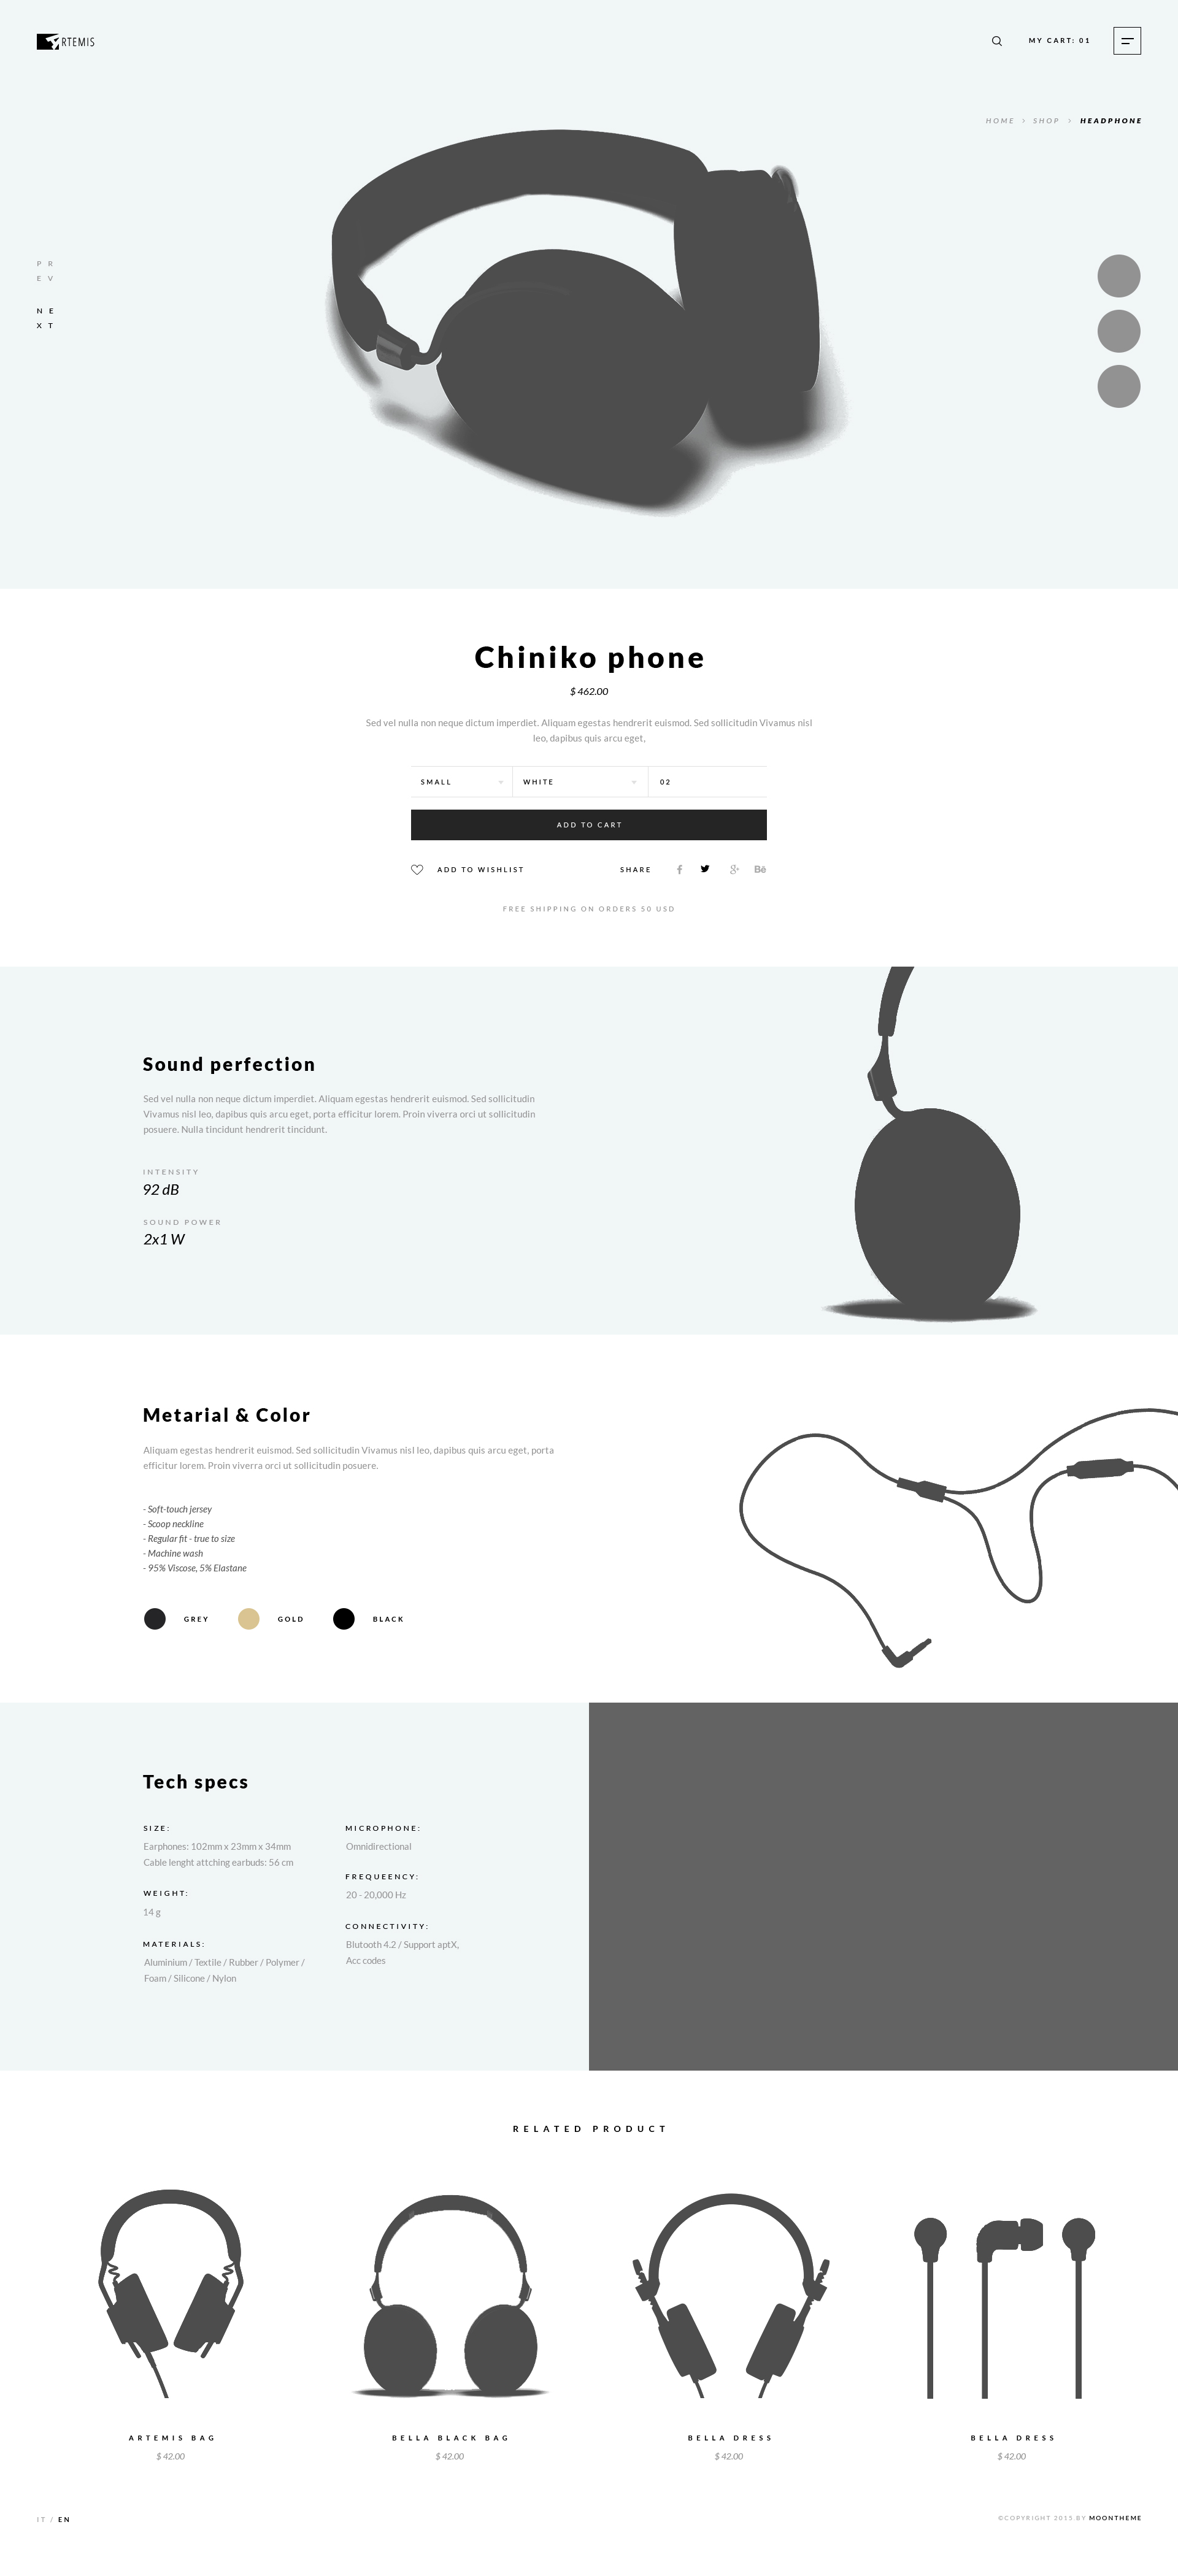 RTEMIS
MY CART: 01
HOME > SHOP > HEADPHONE
P R
E V
N E
X T
Chiniko phone
$ 462.00
Sed vel nulla non neque dictum imperdiet. Aliquam egestas hendrerit euismod. Sed sollicitudin Vivamus nisl
leo, dapibus quis arcu eget,
SMALL WHITE 02
ADD TO CART
ADD TO WISHLIST SHARE Bē
FREE SHIPPING ON ORDERS 50 USD
Sound perfection
Sed vel nulla non neque dictum imperdiet. Aliquam egestas hendrerit euismod. Sed sollicitudin
Vivamus nisl leo, dapibus quis arcu eget, porta efficitur lorem. Proin viverra orci ut sollicitudin
posuere. Nulla tincidunt hendrerit tincidunt.
INTENSITY
92 dB
SOUND POWER
2x1 W
Metarial & Color
Aliquam egestas hendrerit euismod. Sed sollicitudin Vivamus nisl leo, dapibus quis arcu eget, porta
efficitur lorem. Proin viverra orci ut sollicitudin posuere.
- Soft-touch jersey
- Scoop neckline
- Regular fit - true to size
- Machine wash
- 95% Viscose, 5% Elastane
GREY GOLD BLACK
Tech specs
SIZE:
Earphones: 102mm x 23mm x 34mm
Cable lenght attching earbuds: 56 cm
WEIGHT:
14 g
MATERIALS:
Aluminium / Textile / Rubber / Polymer /
Foam / Silicone / Nylon
MICROPHONE:
Omnidirectional
FREQUEENCY:
20 - 20,000 Hz
CONNECTIVITY:
Blutooth 4.2 / Support aptX,
Acc codes
RELATED PRODUCT
ARTEMIS BAG
$ 42.00
BELLA BLACK BAG
$ 42.00
BELLA DRESS
$ 42.00
BELLA DRESS
$ 42.00
IT / EN
©COPYRIGHT 2015 BY MOONTHEME